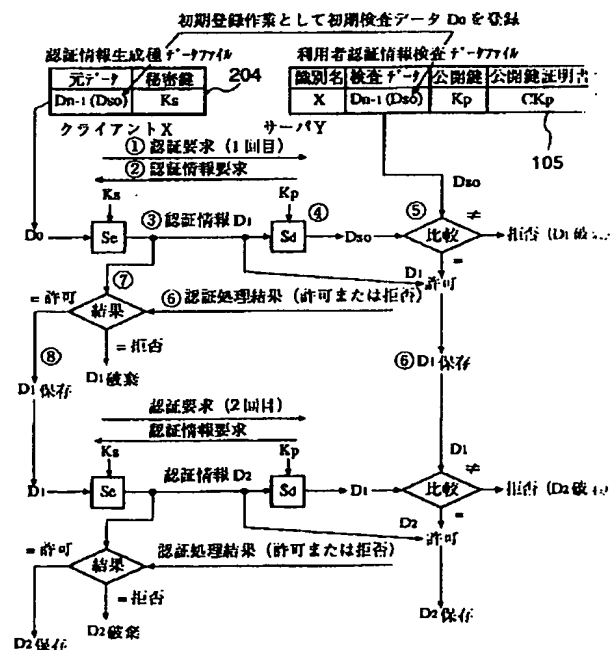 初期登録作業として初期検査データ D0 を登録
認証情報生成種データファイル
利用者認証情報検査データファイル
元データ 秘密鍵
Dn-1 (Ds0) Ks
204
識別名 検査データ 公開鍵 公開鍵証明書
X Dn-1 (Ds0) Kp CKp
105
クライアントX
サーバY
① 認証要求 (1回目)
② 認証情報要求
Ks
Kp
Ds0
D0
Se
③ 認証情報 D1
Sd
④
Ds0
⑤
比較
≠
拒否 (D1破
=
D1
許可
⑦
=許可
結果
⑥ 認証処理結果 (許可または拒否)
=拒否
⑧
D1破棄
D1 保存
⑥ D1保存
認証要求 (2回目)
認証情報要求
Ks
Kp
D1
D1
Se
認証情報 D2
Sd
D1
比較
≠
拒否 (D2破
=
D2
許可
=許可
結果
認証処理結果 (許可または拒否)
=拒否
D2保存
D2破棄
D2保存